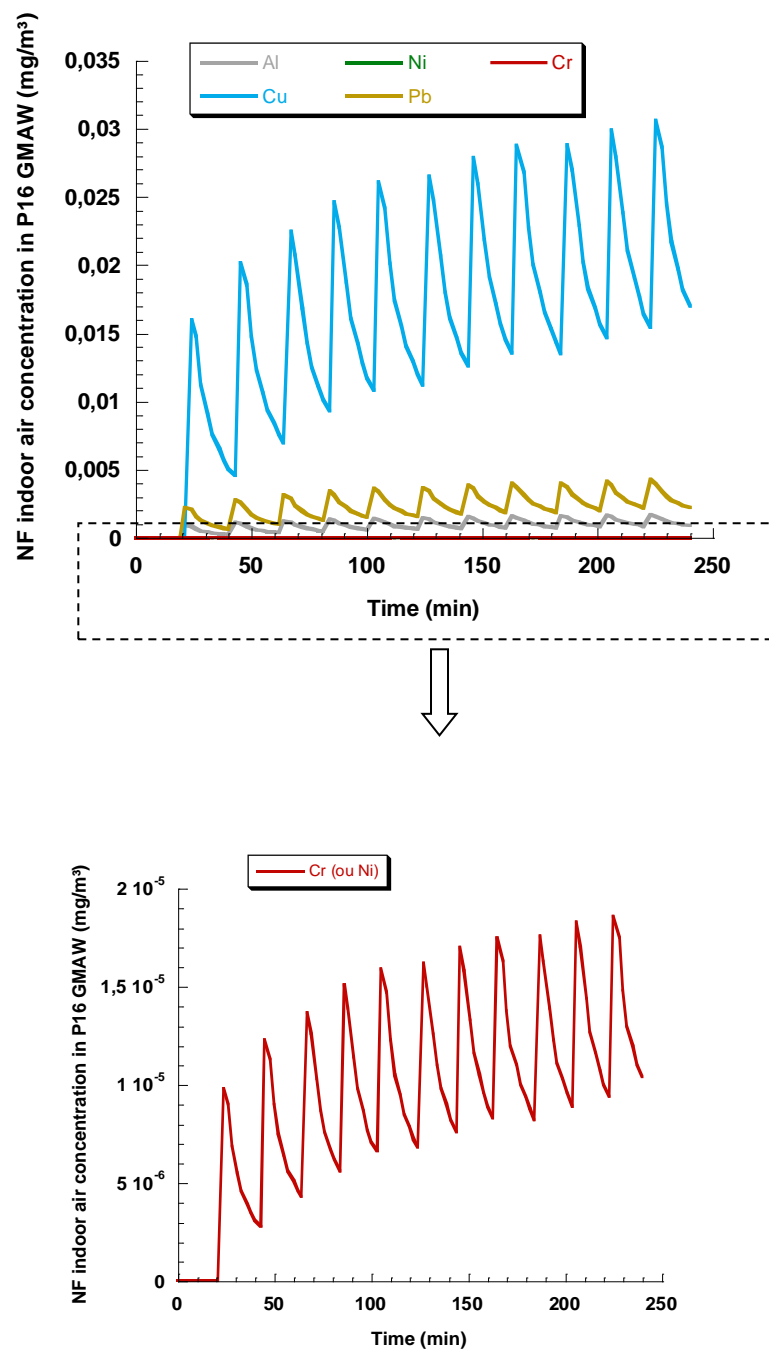 NF indoor air concentration in P16 GMAW (mg/m³)
0,035
0,03
0,025
0,02
0,015
0,01
0,005
0
Al Ni Cr
Cu Pb
0 50 100 150 200 250
Time (min)
NF indoor air concentration in P16 GMAW (mg/m³)
Cr (ou Ni)
2 10⁻⁵
1,5 10⁻⁵
1 10⁻⁵
5 10⁻⁶
0
0 50 100 150 200 250
Time (min)